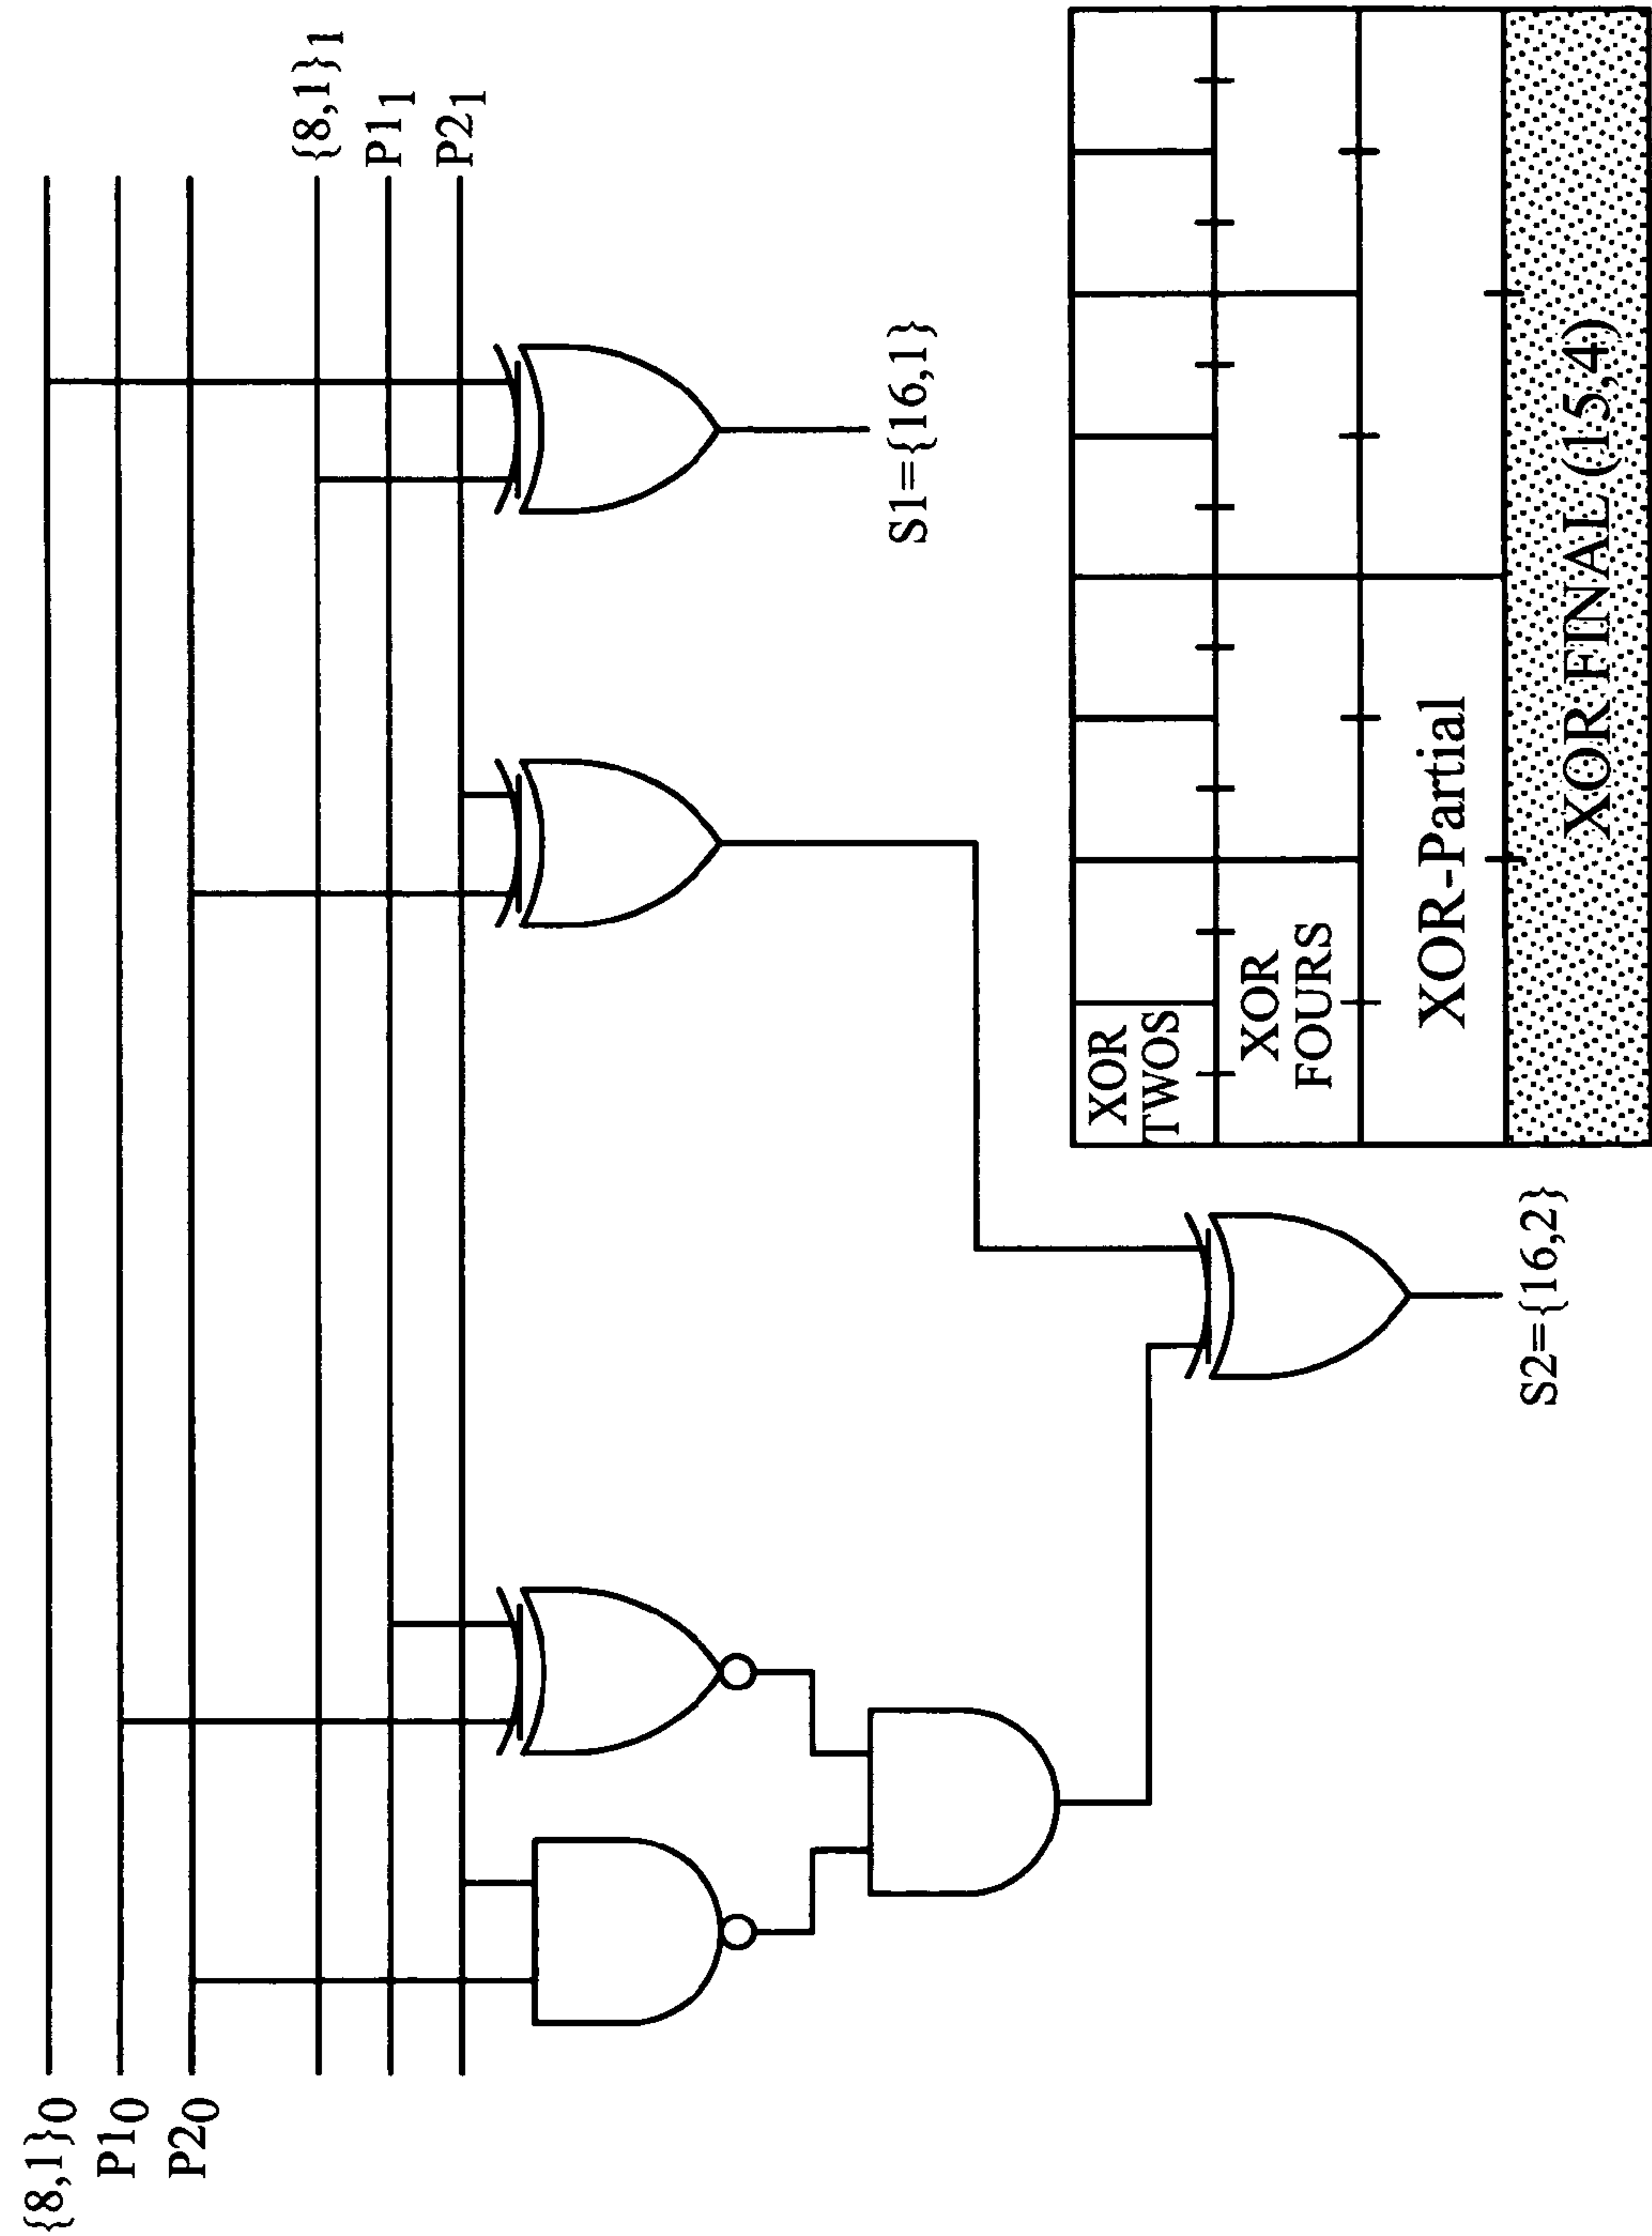 {8,1}0
P10
P20
{8,1}1
P11
P21
S1={16,1}
S2={16,2}
XOR
TWOS
XOR
FOURS
XOR-Partial
XOR FINAL (15,4)